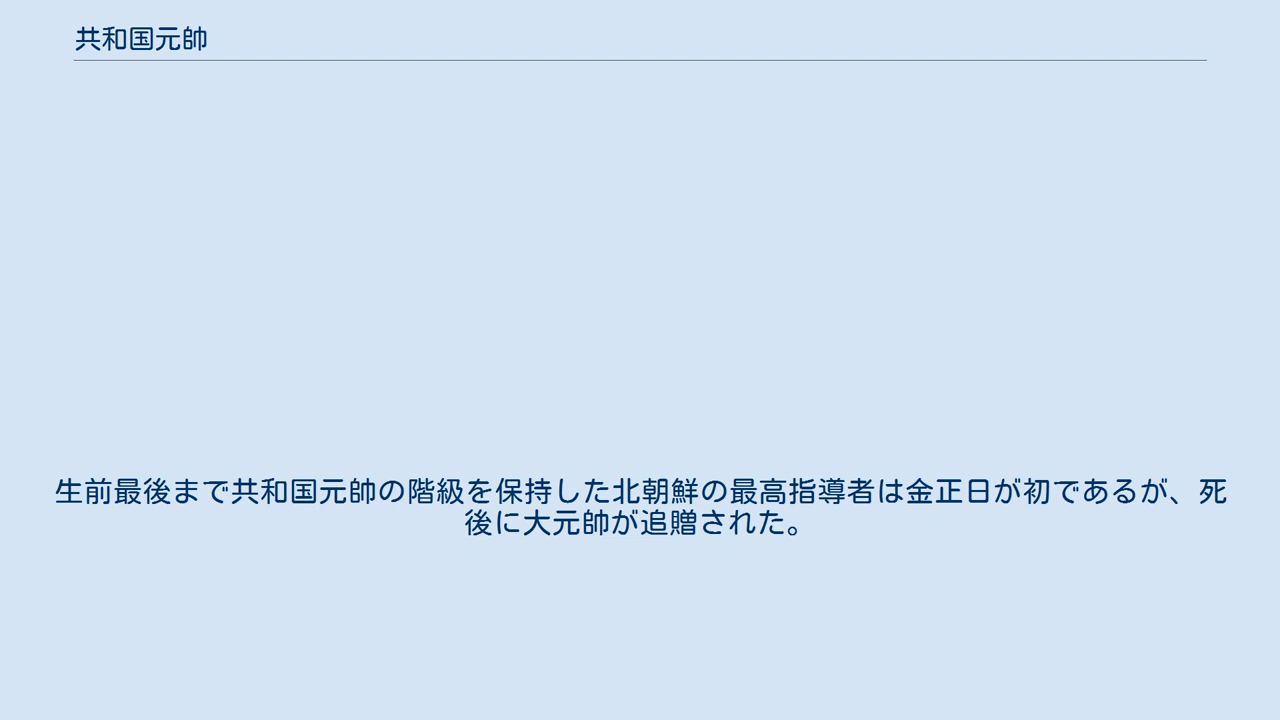 共和国元帥
生前最後まで共和国元帥の階級を保持した北朝鮮の最高指導者は金正日が初であるが、死
後に大元帥が追贈された。